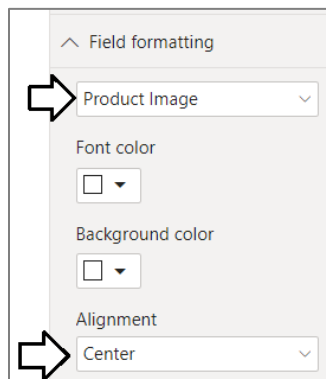 Field formatting
Product Image
Font color
Background color
Alignment
Center